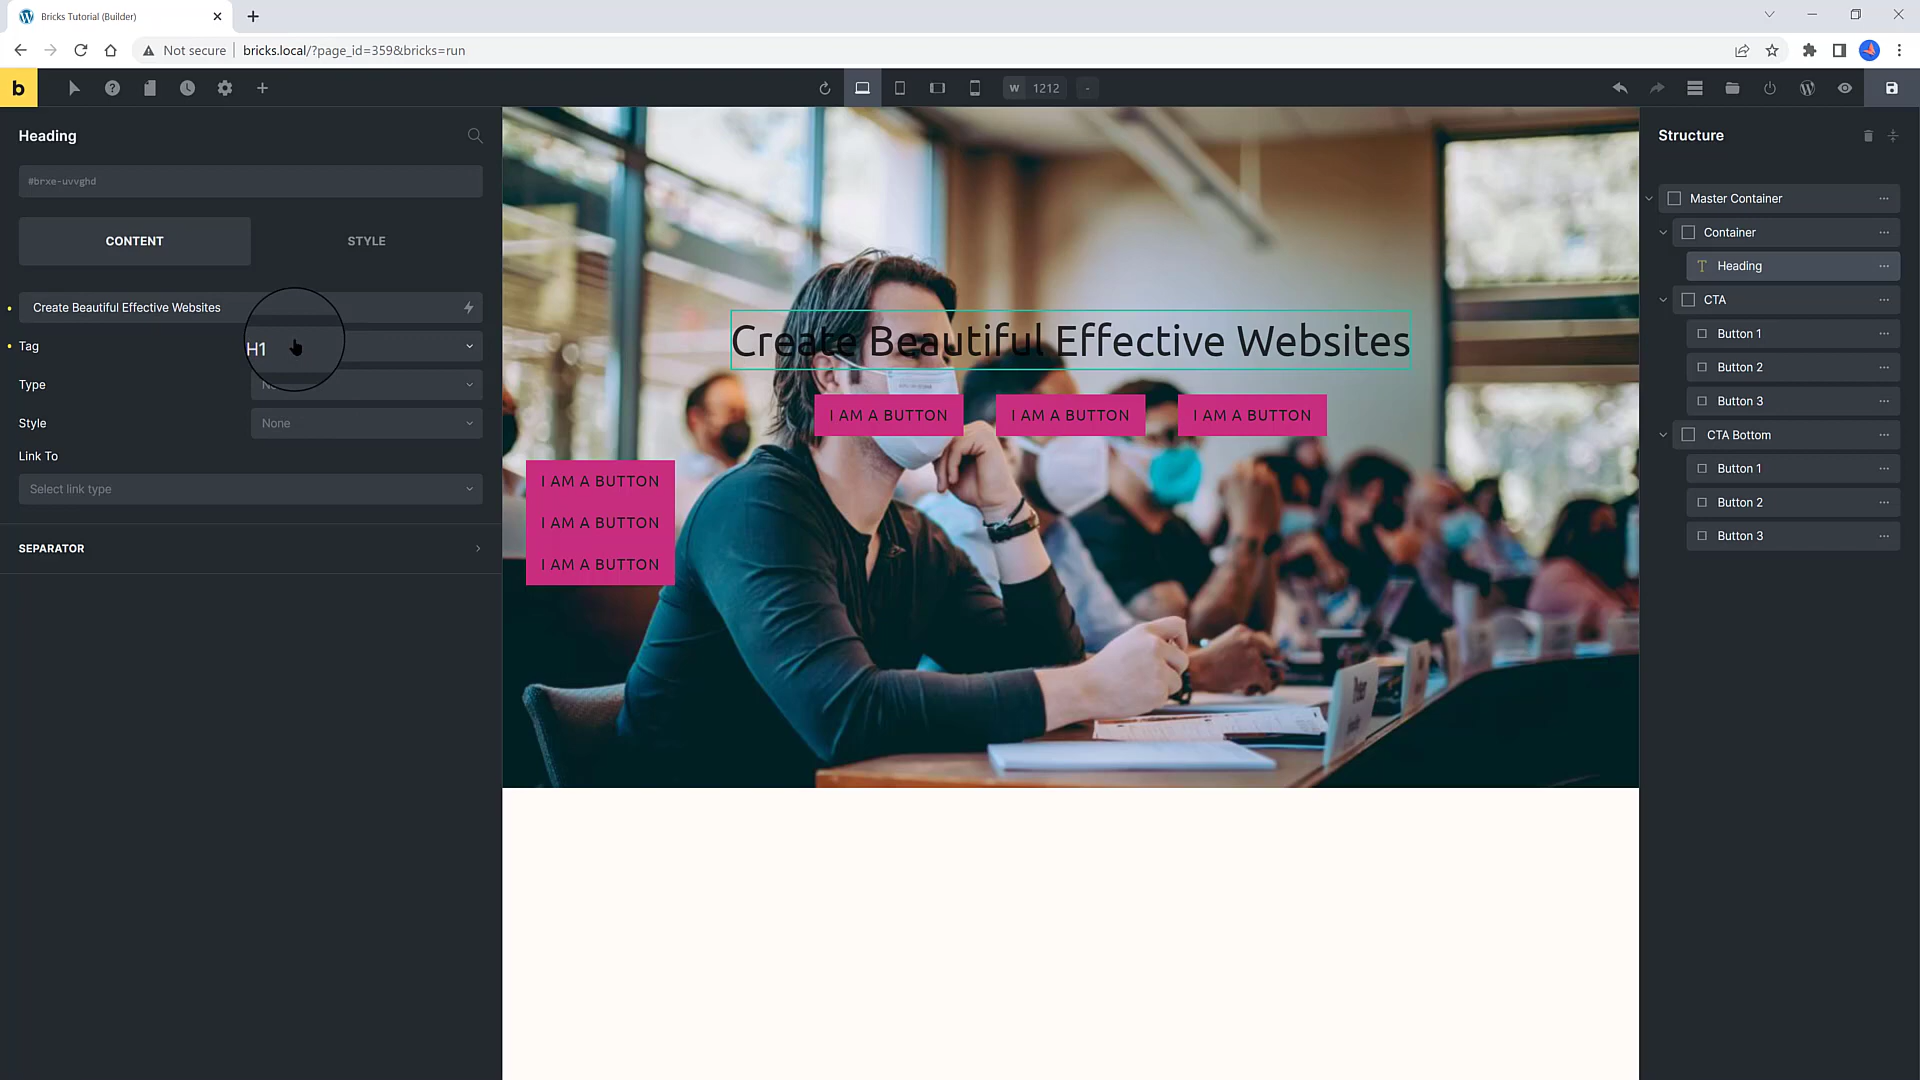 Bricks Tutorial (Builder)
Not secure
bricks.local/?page_id=359&bricks=run
b
W 1212 -
Heading
#brxe-uvvghd
CONTENT
STYLE
Create Beautiful Effective Websites
Tag
H1
Type
Style
None
Link To
Select link type
SEPARATOR
Create Beautiful Effective Websites
I AM A BUTTON
I AM A BUTTON
I AM A BUTTON
I AM A BUTTON
I AM A BUTTON
I AM A BUTTON
Structure
Master Container
Container
Heading
CTA
Button 1
Button 2
Button 3
CTA Bottom
Button 1
Button 2
Button 3